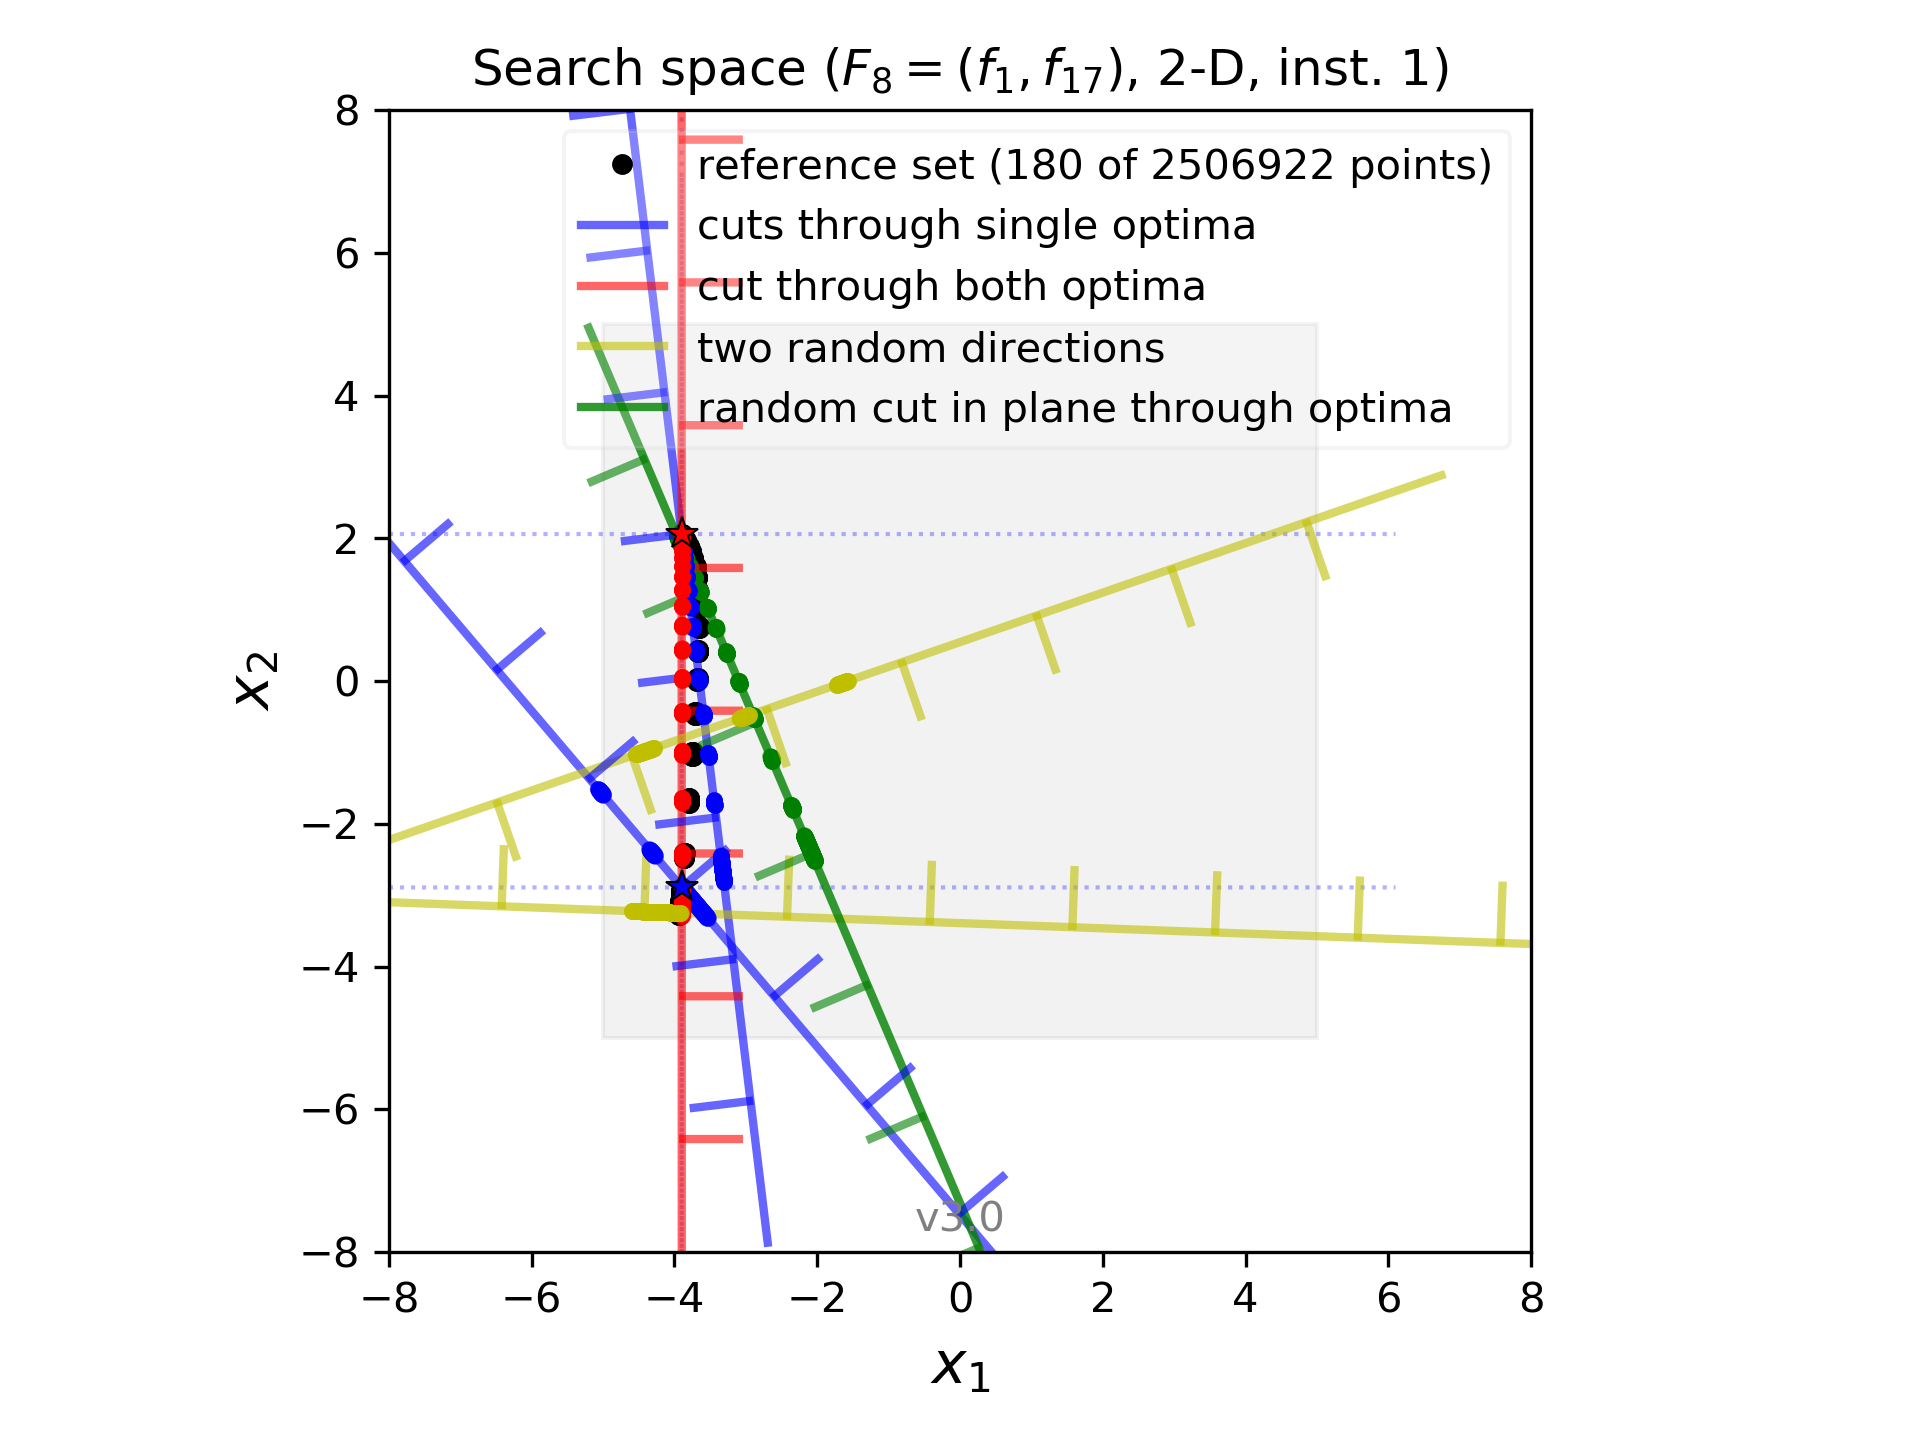 Search space (F8 = (f1, f17), 2-D, inst. 1)
reference set (180 of 2506922 points)
cuts through single optima
cut through both optima
two random directions
random cut in plane through optima
8
6
4
2
0
−2
−4
−6
−8
x2
v3.0
−8 −6 −4 −2 0 2 4 6 8
x1